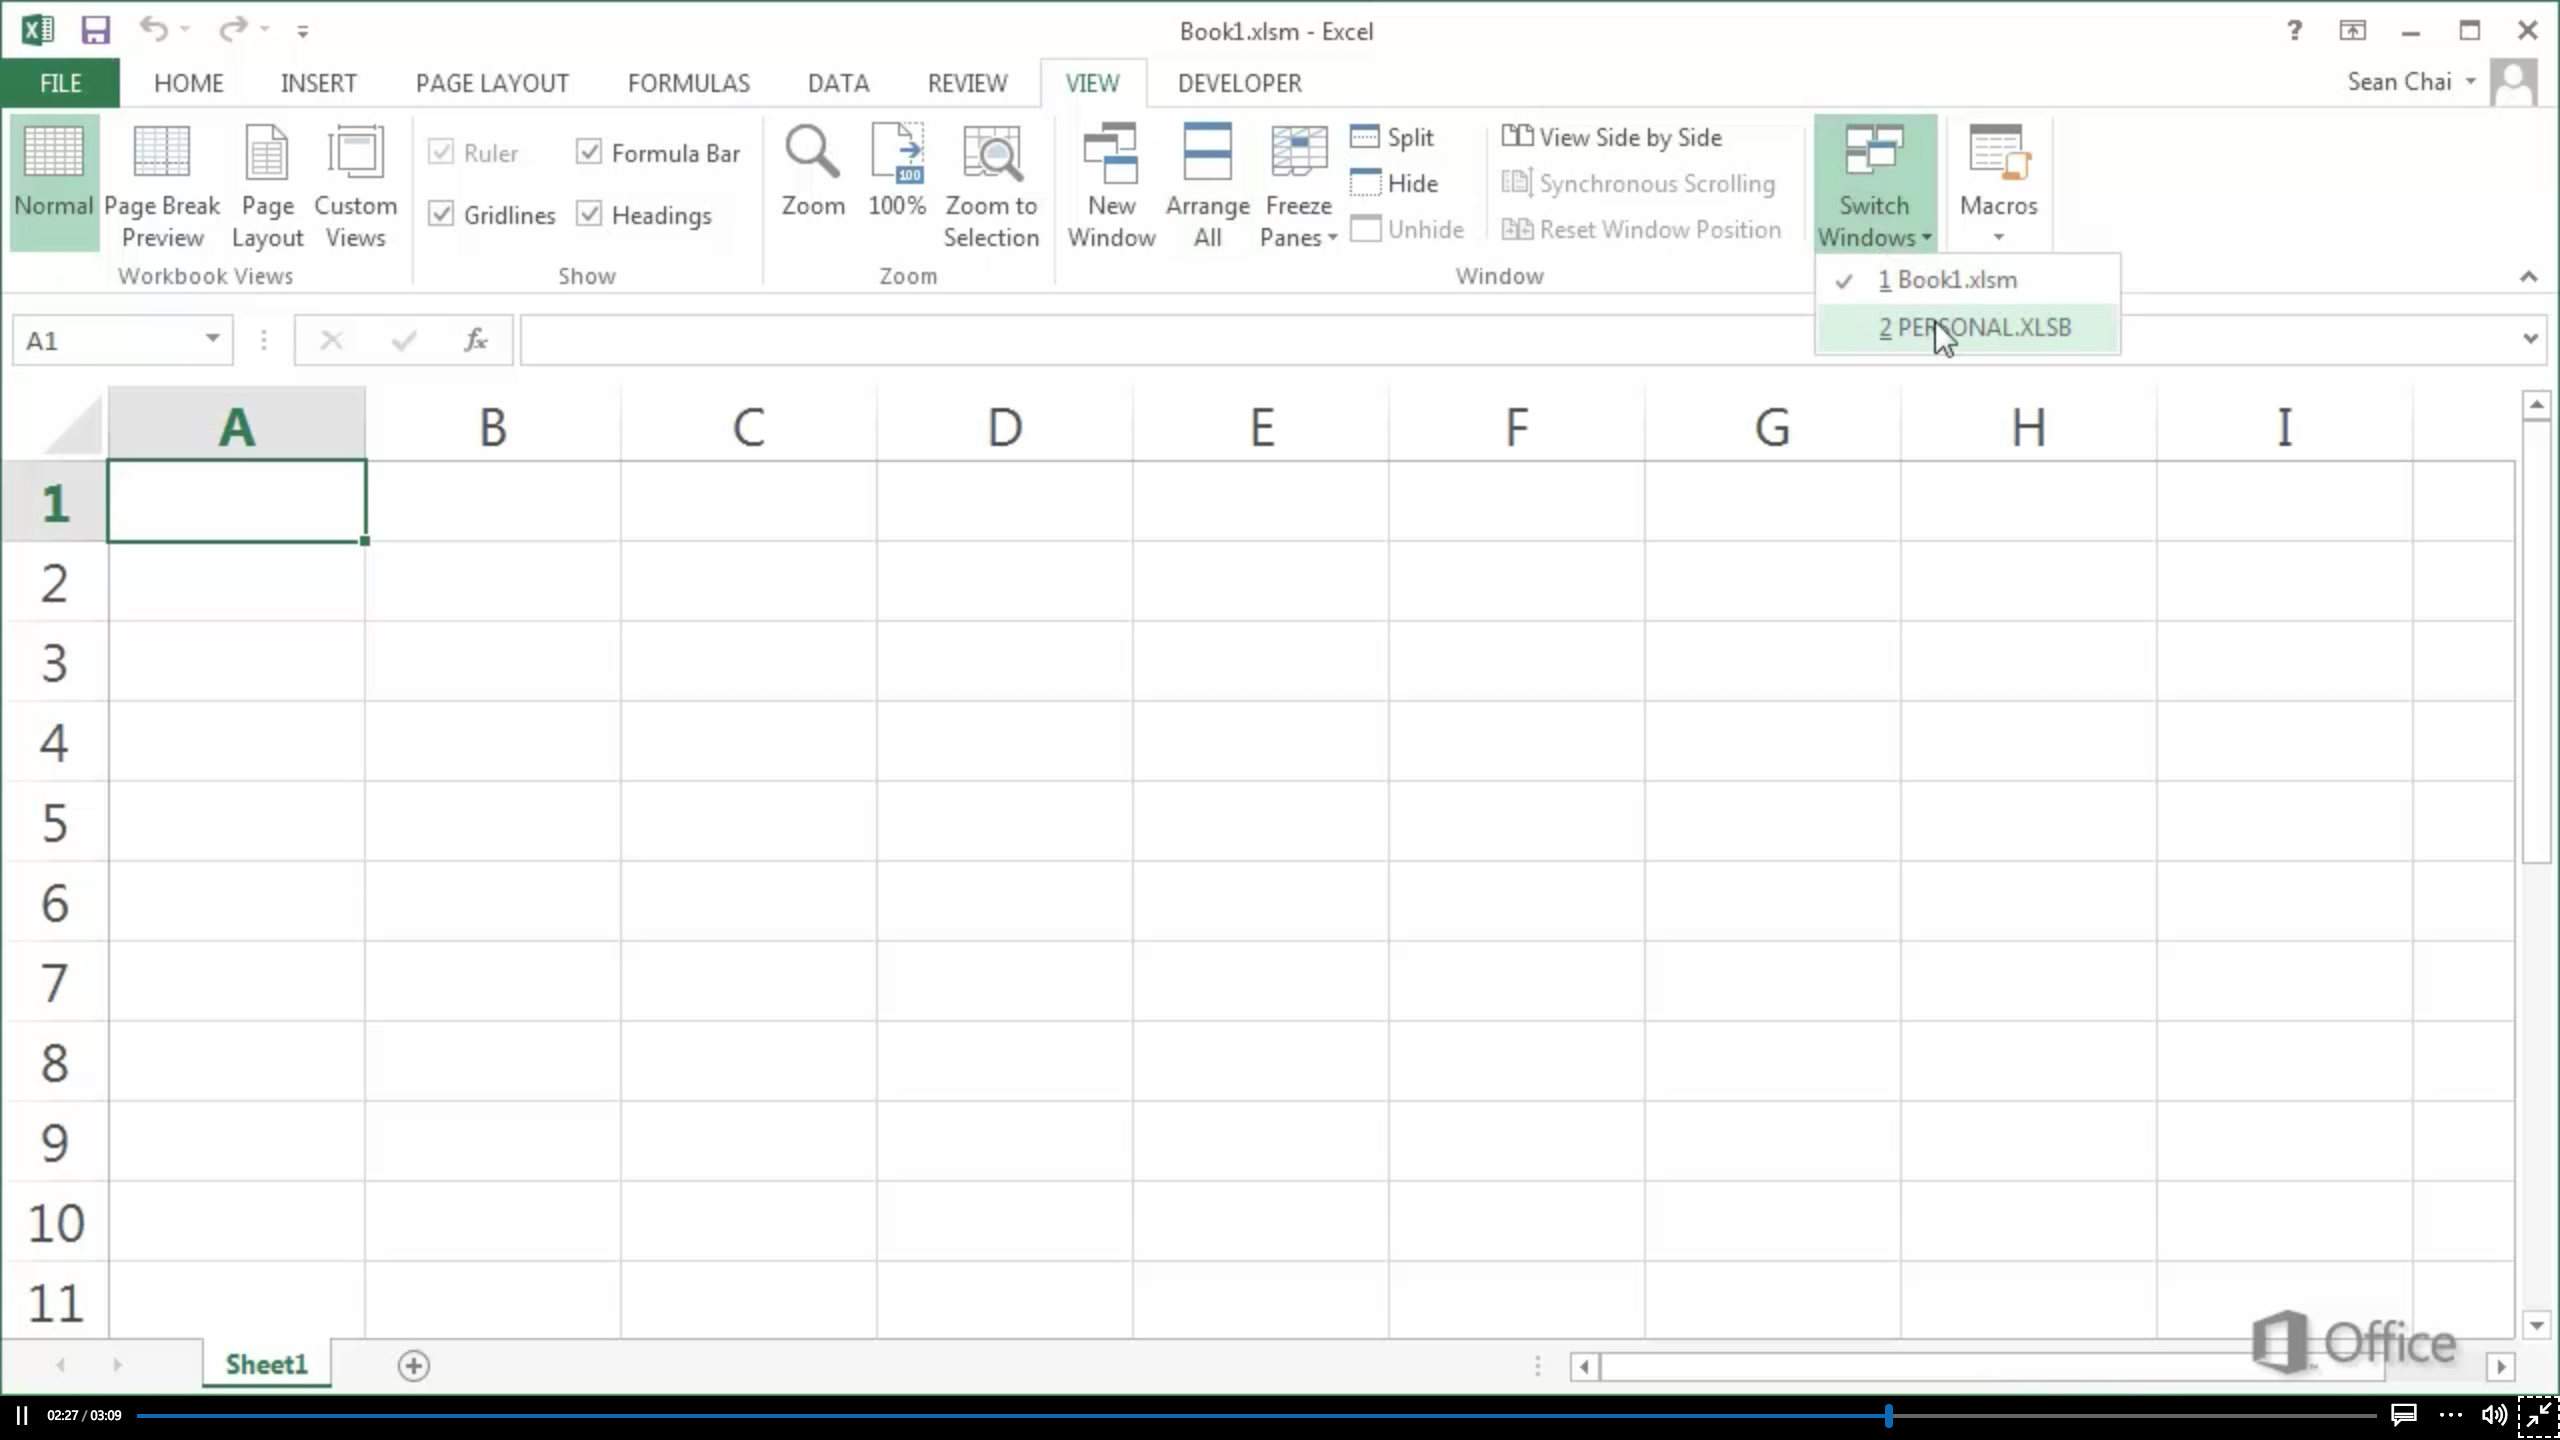 Book1.xlsm - Excel
?
FILE HOME INSERT PAGE LAYOUT FORMULAS DATA REVIEW VIEW DEVELOPER Sean Chai
Normal
Page Break Preview
Page Layout
Custom Views
Workbook Views
Ruler
Formula Bar
Gridlines
Headings
Show
Zoom
100
100%
Zoom to Selection
Zoom
New Window
Arrange All
Freeze Panes
Split
Hide
Unhide
View Side by Side
Synchronous Scrolling
Reset Window Position
Switch Windows
Window
Macros
1 Book1.xlsm
2 PERSONAL.XLSB
A1
fx
A B C D E F G H I
1
2
3
4
5
6
7
8
9
10
11
Office
Sheet1
02:27 / 03:09